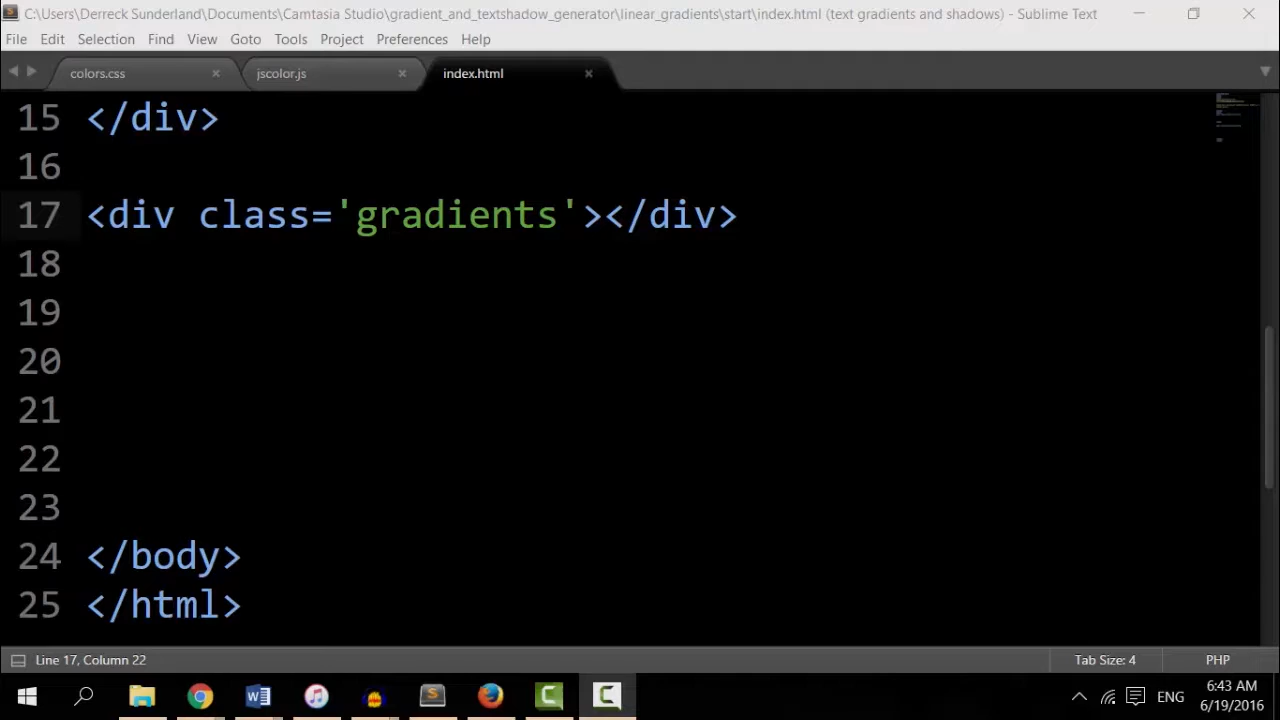 C:\Users\Derreck Sunderland\Documents\Camtasia Studio\gradient_and_textshadow_generator\linear_gradients\start\index.html (text gradients and shadows) - Sublime Text
File Edit Selection Find View Goto Tools Project Preferences Help
colors.css × jscolor.js × index.html ×
15 </div>
16
17 <div class='gradients'></div>
18
19
20
21
22
23
24 </body>
25 </html>
Line 17, Column 22 Tab Size: 4 PHP
ENG 6:43 AM
6/19/2016